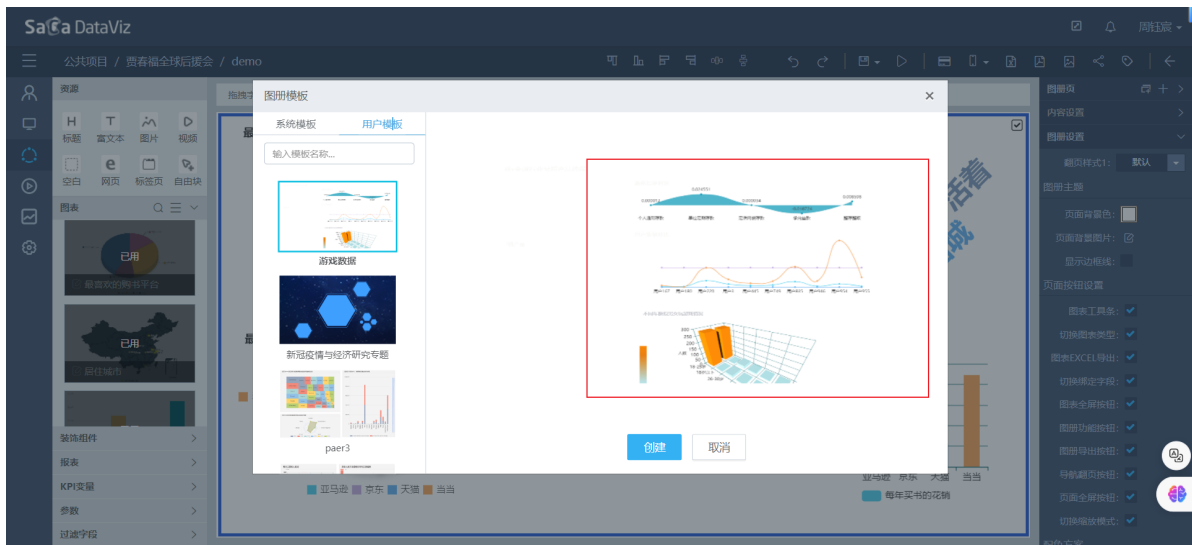 SaCa DataViz
周钰宸
公共项目 / 贾春福全球后援会 / demo
资源
标题 富文本 图片 视频
空白 网页 标签页 自由块
图表
已用
最喜欢的购书平台
已用
居住城市
装饰组件
报表
KPI变量
参数
过滤字段
图册模板
系统模板 用户模板
输入模板名称...
游戏数据
新冠疫情与经济研究专题
paer3
创建 取消
亚马逊 京东 天猫 当当
亚马逊 京东 天猫 当当
每年买书的花销
图册页
内容设置
图册设置
翻页样式1: 默认
图册主题
页面背景色:
页面背景图片:
显示边框线:
页面按钮设置
图表工具条:
切换图表类型:
图表EXCEL导出:
切换绑定字段:
图表全屏按钮:
图册功能按钮:
图册导出按钮:
导航翻页按钮:
页面全屏按钮:
切换缩放模式: